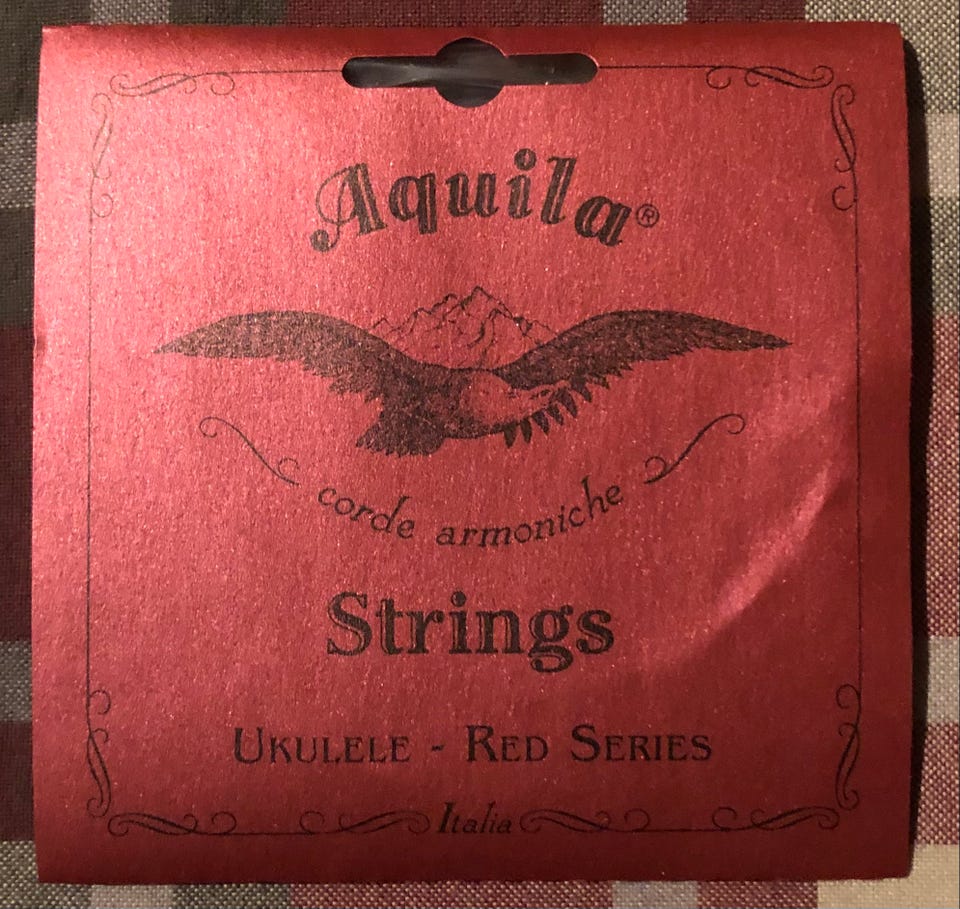 Aquila®
corde armoniche
Strings
UKULELE - RED SERIES
Italia